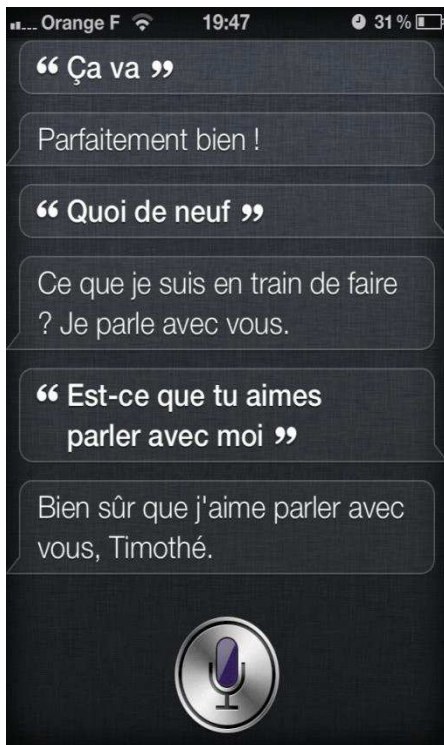 Orange F 19:47 31 %
“ Ça va ”
Parfaitement bien !
“ Quoi de neuf ”
Ce que je suis en train de faire
? Je parle avec vous.
“ Est-ce que tu aimes
parler avec moi ”
Bien sûr que j'aime parler avec
vous, Timothé.